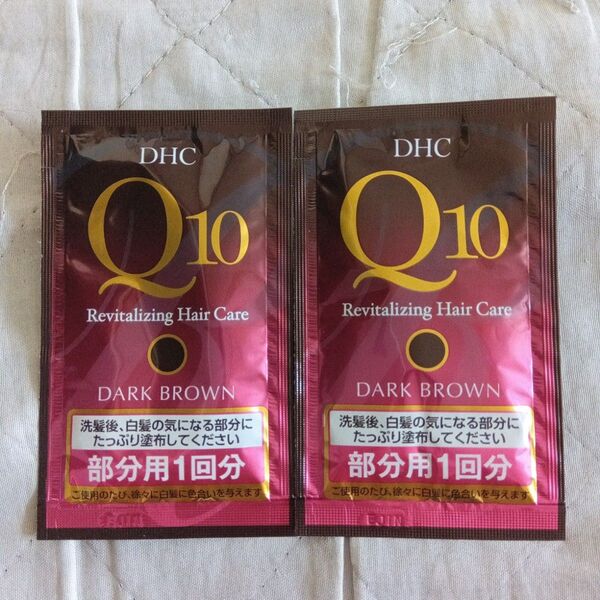 DHC
Q10
Revitalizing Hair Care
DARK BROWN
洗髪後、白髪の気になる部分に
たっぷり塗布してください
部分用1回分
ご使用のたび、徐々に白髪に色合いを与えます
DHC
Q10
Revitalizing Hair Care
DARK BROWN
洗髪後、白髪の気になる部分に
たっぷり塗布してください
部分用1回分
ご使用のたび、徐々に白髪に色合いを与えます